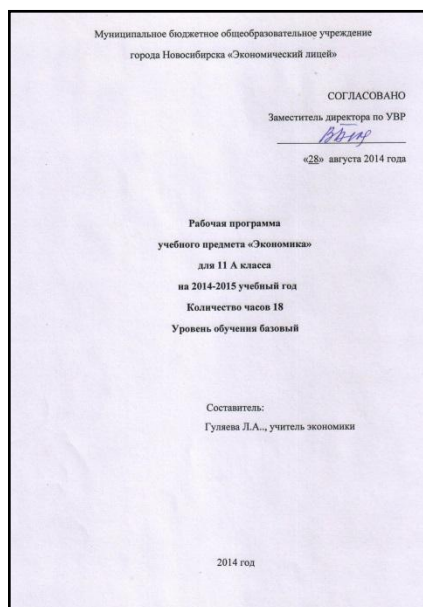 Муниципальное бюджетное общеобразовательное учреждение
города Новосибирска «Экономический лицей»
СОГЛАСОВАНО
Заместитель директора по УВР
«28» августа 2014 года
Рабочая программа
учебного предмета «Экономика»
для 11 А класса
на 2014-2015 учебный год
Количество часов 18
Уровень обучения базовый
Составитель:
Гуляева Л.А.., учитель экономики
2014 год